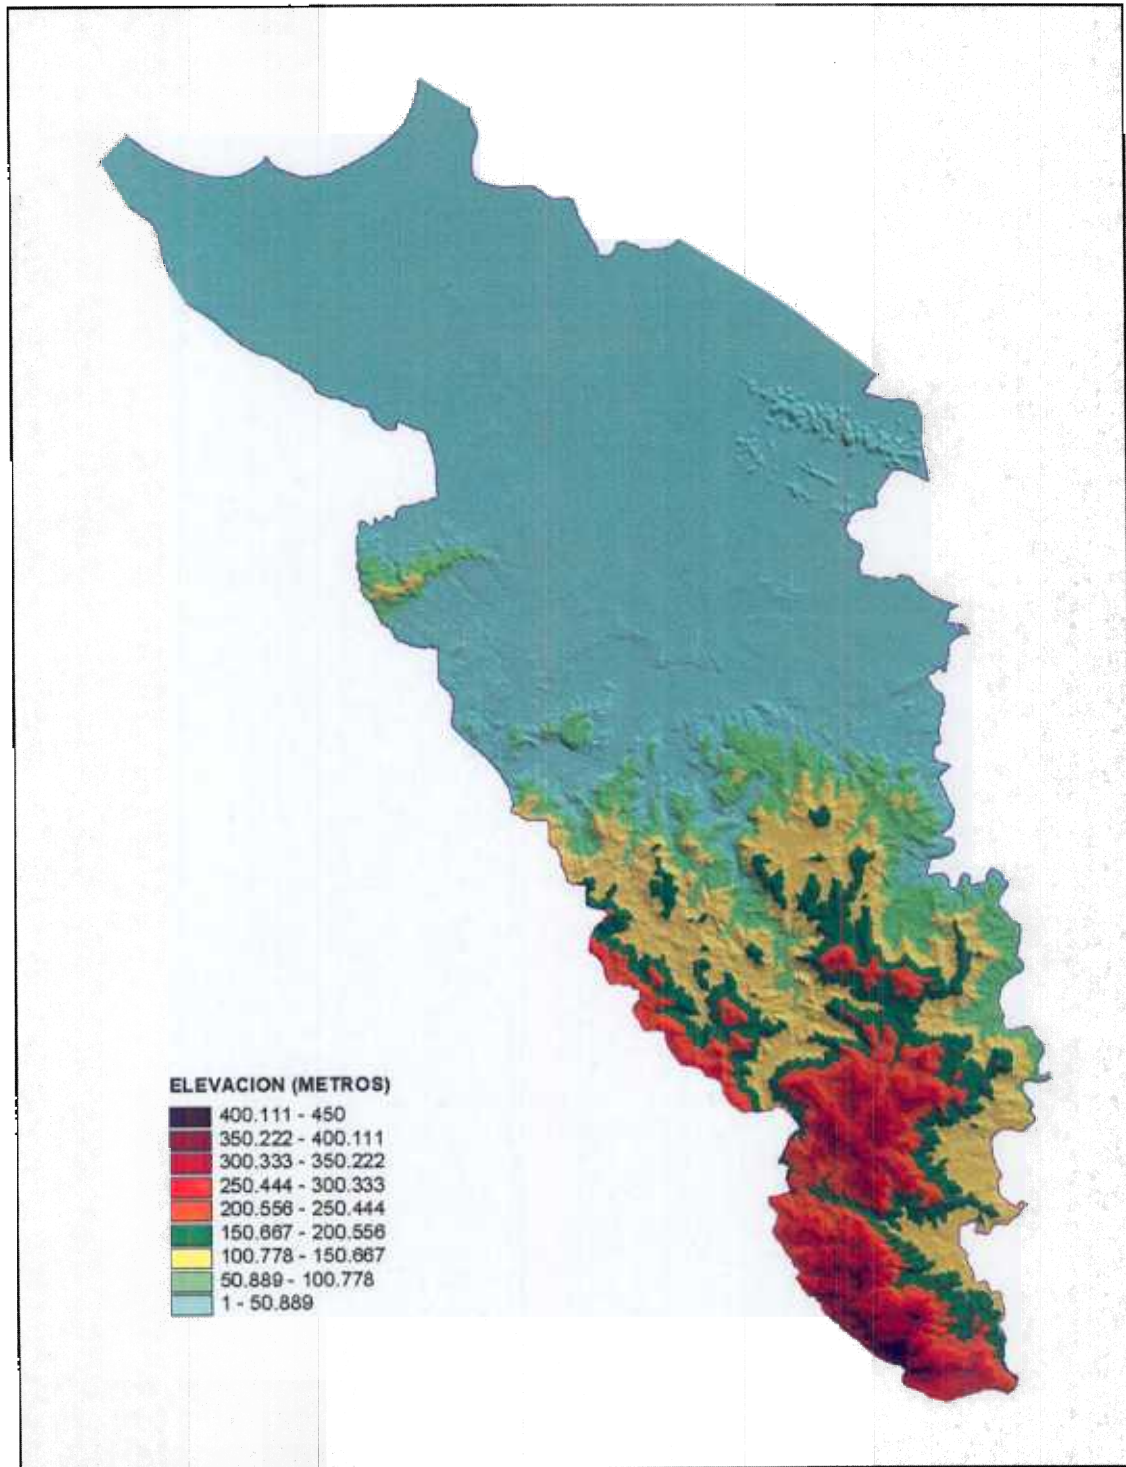 ELEVACION (METROS)
400.111 - 450
350.222 - 400.111
300.333 - 350.222
250.444 - 300.333
200.556 - 250.444
150.667 - 200.556
100.778 - 150.667
50.889 - 100.778
1 - 50.889